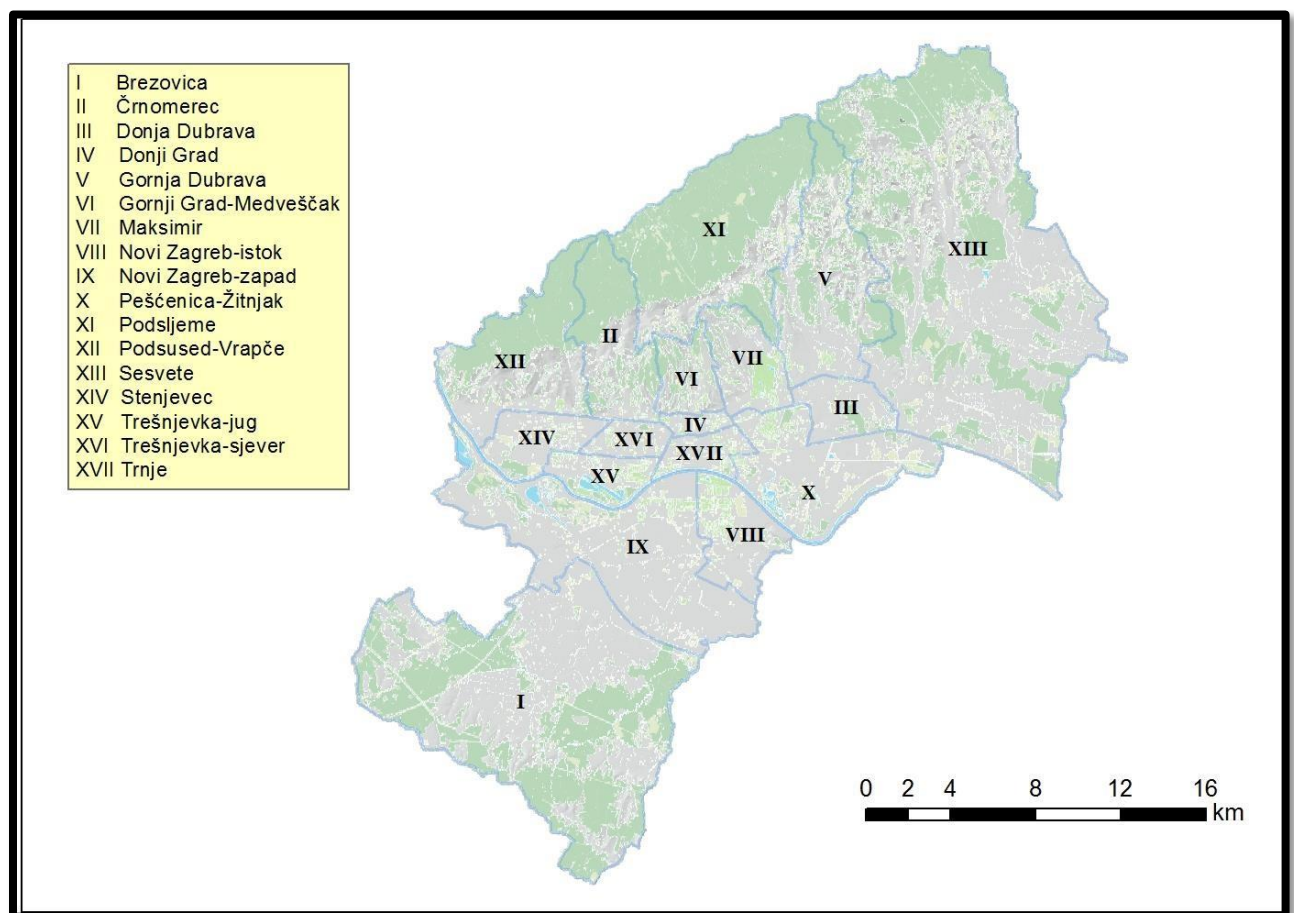 I Brezovica
II Črnomerec
III Donja Dubrava
IV Donji Grad
V Gornja Dubrava
VI Gornji Grad-Medveščak
VII Maksimir
VIII Novi Zagreb-istok
IX Novi Zagreb-zapad
X Pešćenica-Žitnjak
XI Podsljeme
XII Podsused-Vrapče
XIII Sesvete
XIV Stenjevec
XV Trešnjevka-jug
XVI Trešnjevka-sjever
XVII Trnje
XI
XIII
V
II
XII
VII
VI
III
IV
XIV
XVI
XVII
XV
X
VIII
IX
I
0 2 4 8 12 16
km